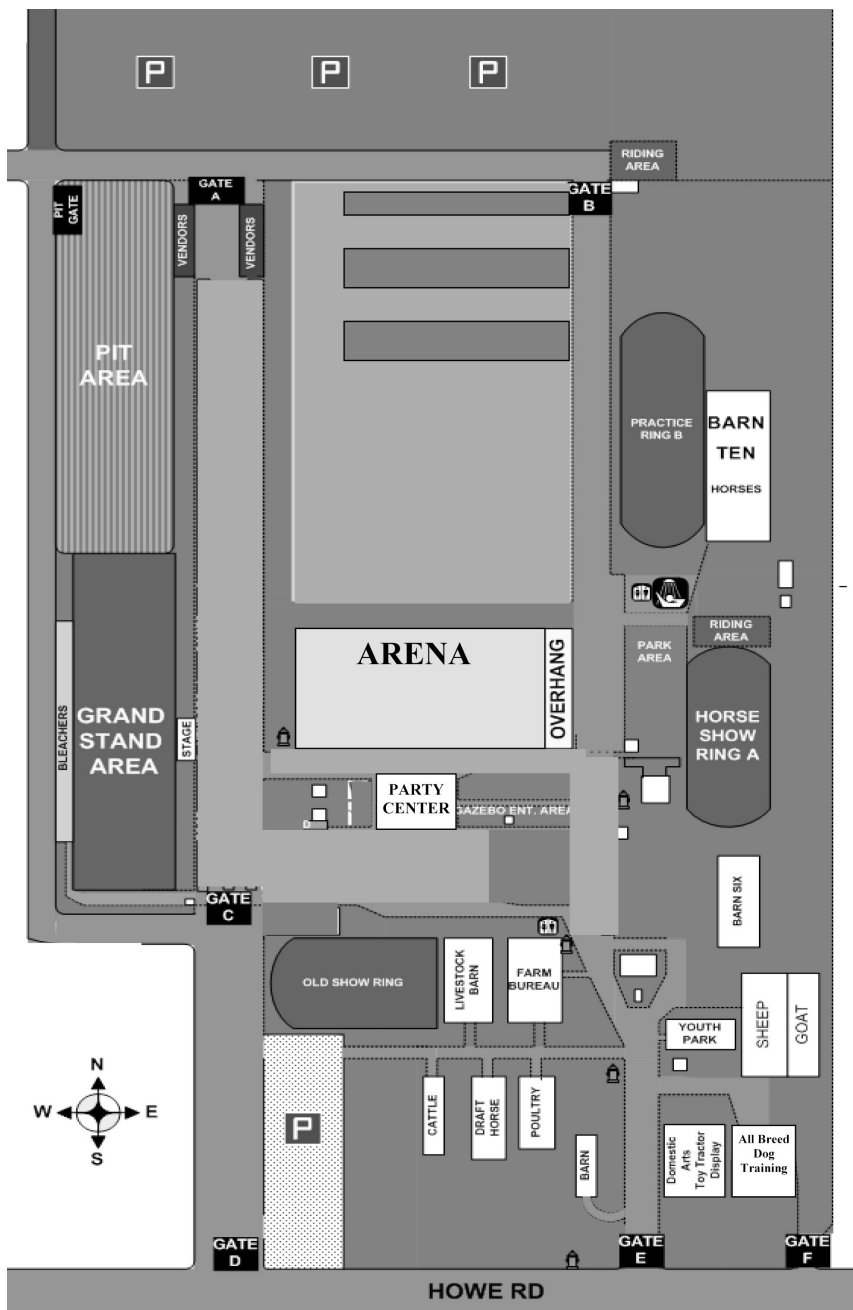 P
P
P
RIDING
AREA
GATE
A
GATE
B
PIT
GATE
VENDORS
VENDORS
PIT
AREA
PRACTICE
RING B
BARN
TEN
HORSES
RIDING
AREA
PARK
AREA
ARENA
OVERHANG
BLEACHERS
GRAND
STAND
AREA
STAGE
HORSE
SHOW
RING A
PARTY
CENTER
GAZEBO ENT. AREA
D
BARN SIX
GATE
C
OLD SHOW RING
LIVESTOCK
BARN
FARM
BUREAU
SHEEP
GOAT
YOUTH
PARK
N
W
E
S
P
CATTLE
DRAFT
HORSE
POULTRY
BARN
Domestic
Arts
Toy Tractor
Display
All Breed
Dog
Training
GATE
D
GATE
E
GATE
F
HOWE RD